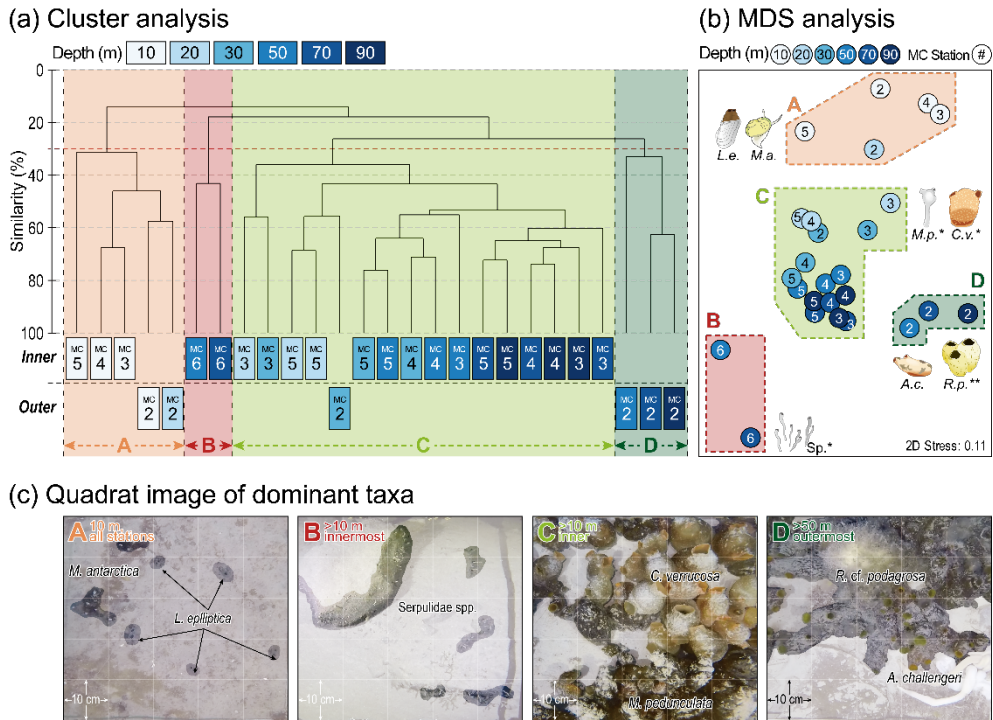 (a) Cluster analysis
Depth (m) 10 20 30 50 70 90
Similarity (%)
0
20
40
60
80
100
Inner
MC 5 MC 4 MC 3 MC 6 MC 6 MC 3 MC 3 MC 5 MC 5 MC 5 MC 5 MC 4 MC 4 MC 3 MC 5 MC 4 MC 4 MC 3 MC 3
Outer
MC 2 MC 2 MC 2 MC 2 MC 2 MC 2
A B C D
(b) MDS analysis
Depth (m) 10 20 30 50 70 90 MC Station #
A
2
4
3
5
2
L.e. M.a.
C
3
5 4
2
3
M.p.* C.v.*
4
5
5
4
3
5
4
4
5
3
3
D
2
2
2
A.c. R.p.**
B
6
6
Sp.*
2D Stress: 0.11
(c) Quadrat image of dominant taxa
A 10 m
all stations
M. antarctica
L. eplliptica
10 cm
B >10 m
innermost
Serpulidae spp.
10 cm
C >10 m
inner
C. verrucosa
M. pedunculata
10 cm
D >50 m
outermost
R. cf. podagrosa
A. challengeri
10 cm